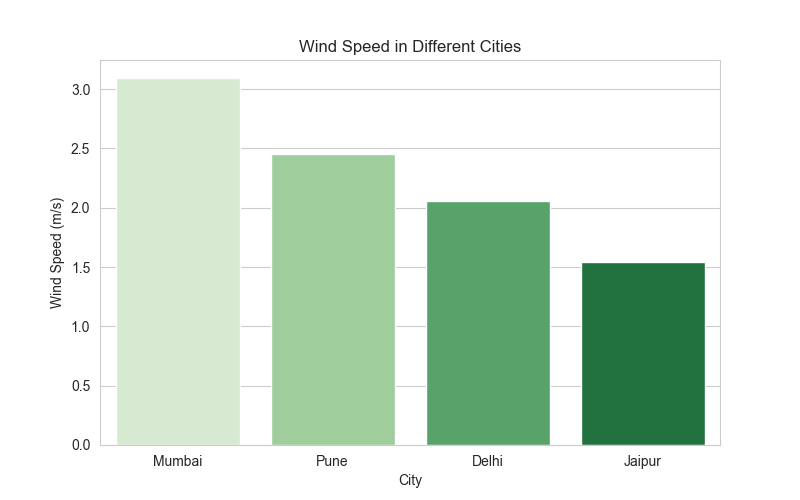 Wind Speed in Different Cities
Wind Speed (m/s)
3.0
2.5
2.0
1.5
1.0
0.5
0.0
Mumbai Pune Delhi Jaipur
City